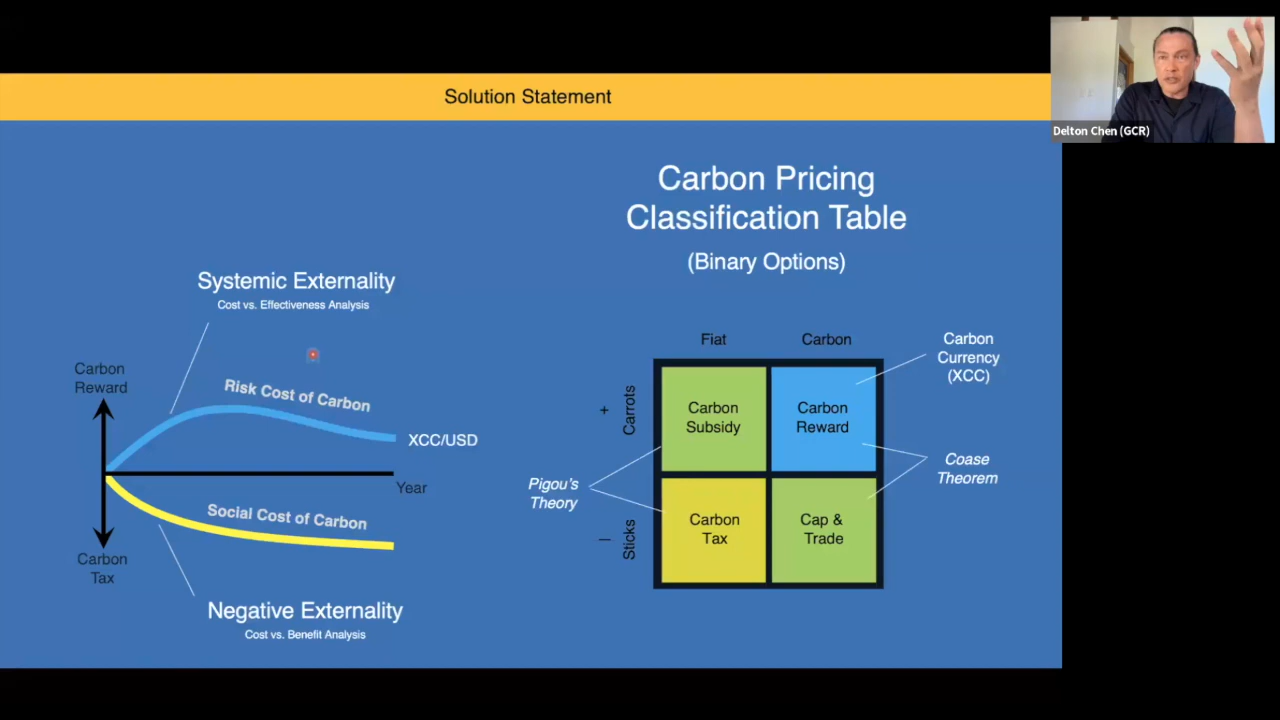 Solution Statement
Delton Chen (GCR)
Carbon Pricing
Classification Table
(Binary Options)
Systemic Externality
Cost vs. Effectiveness Analysis
Carbon
Reward
Risk Cost of Carbon
XCC/USD
Year
Social Cost of Carbon
Carbon
Tax
Negative Externality
Cost vs. Benefit Analysis
Fiat
Carbon
+
Carrots
Carbon
Subsidy
Carbon
Reward
Carbon
Currency
(XCC)
Pigou's
Theory
Coase
Theorem
—
Sticks
Carbon
Tax
Cap &
Trade